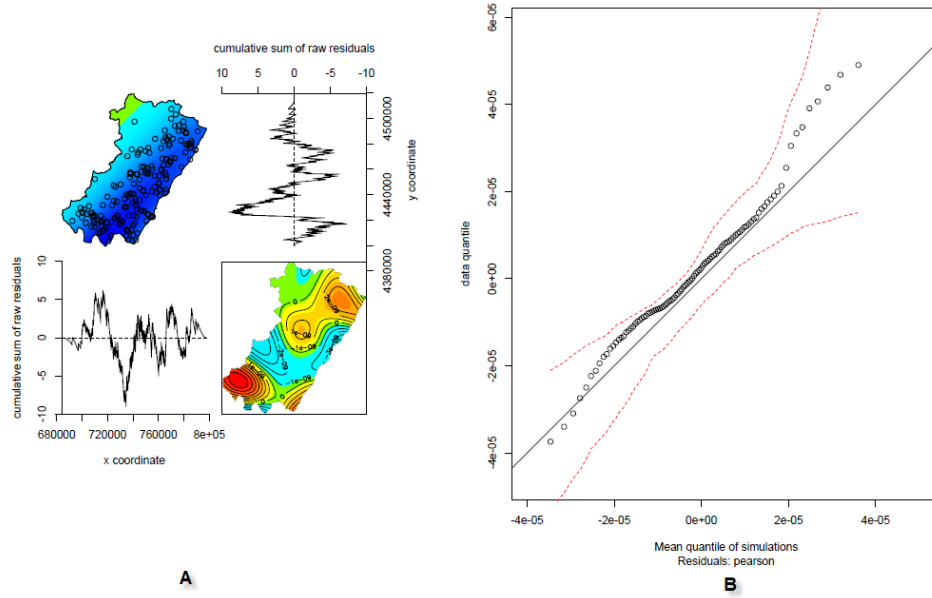 cumulative sum of raw residuals
10 5 0 -5 -10
4500000
4440000
4380000
y coordinate
10
5
0
-5
-10
cumulative sum of raw residuals
680000 720000 760000 8e+05
x coordinate
A
6e-05
4e-05
2e-05
0e+00
-2e-05
-4e-05
data quantile
-4e-05 -2e-05 0e+00 2e-05 4e-05
Mean quantile of simulations
Residuals: pearson
B